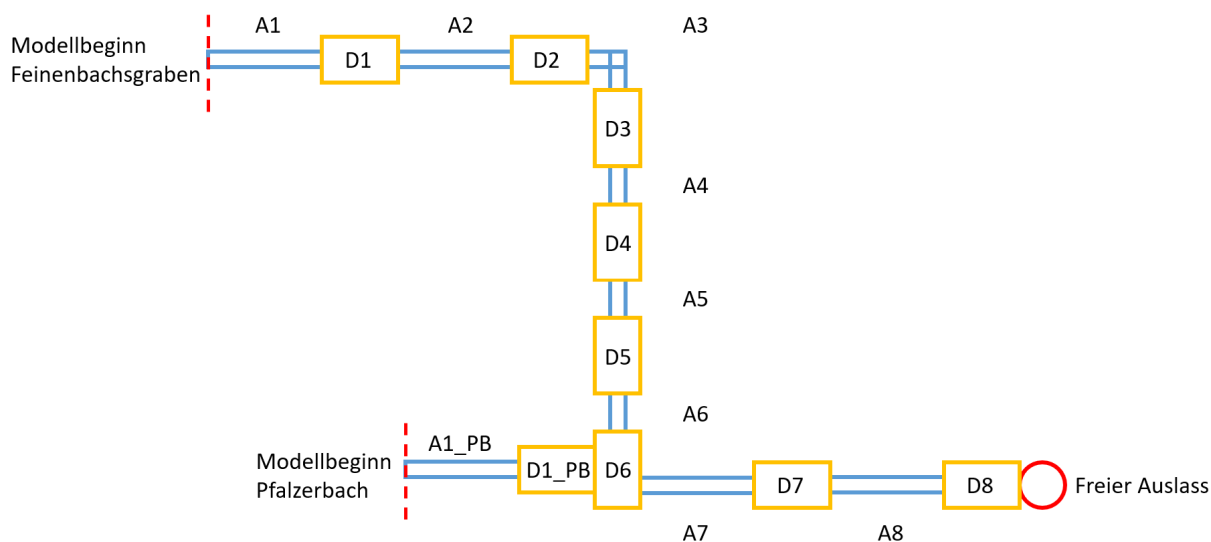 A1
A2
A3
Modellbeginn
Feinenbachsgraben
D1
D2
D3
A4
D4
A5
D5
A6
A1_PB
Modellbeginn
Pfalzerbach
D1_PB
D6
D7
D8
Freier Auslass
A7
A8